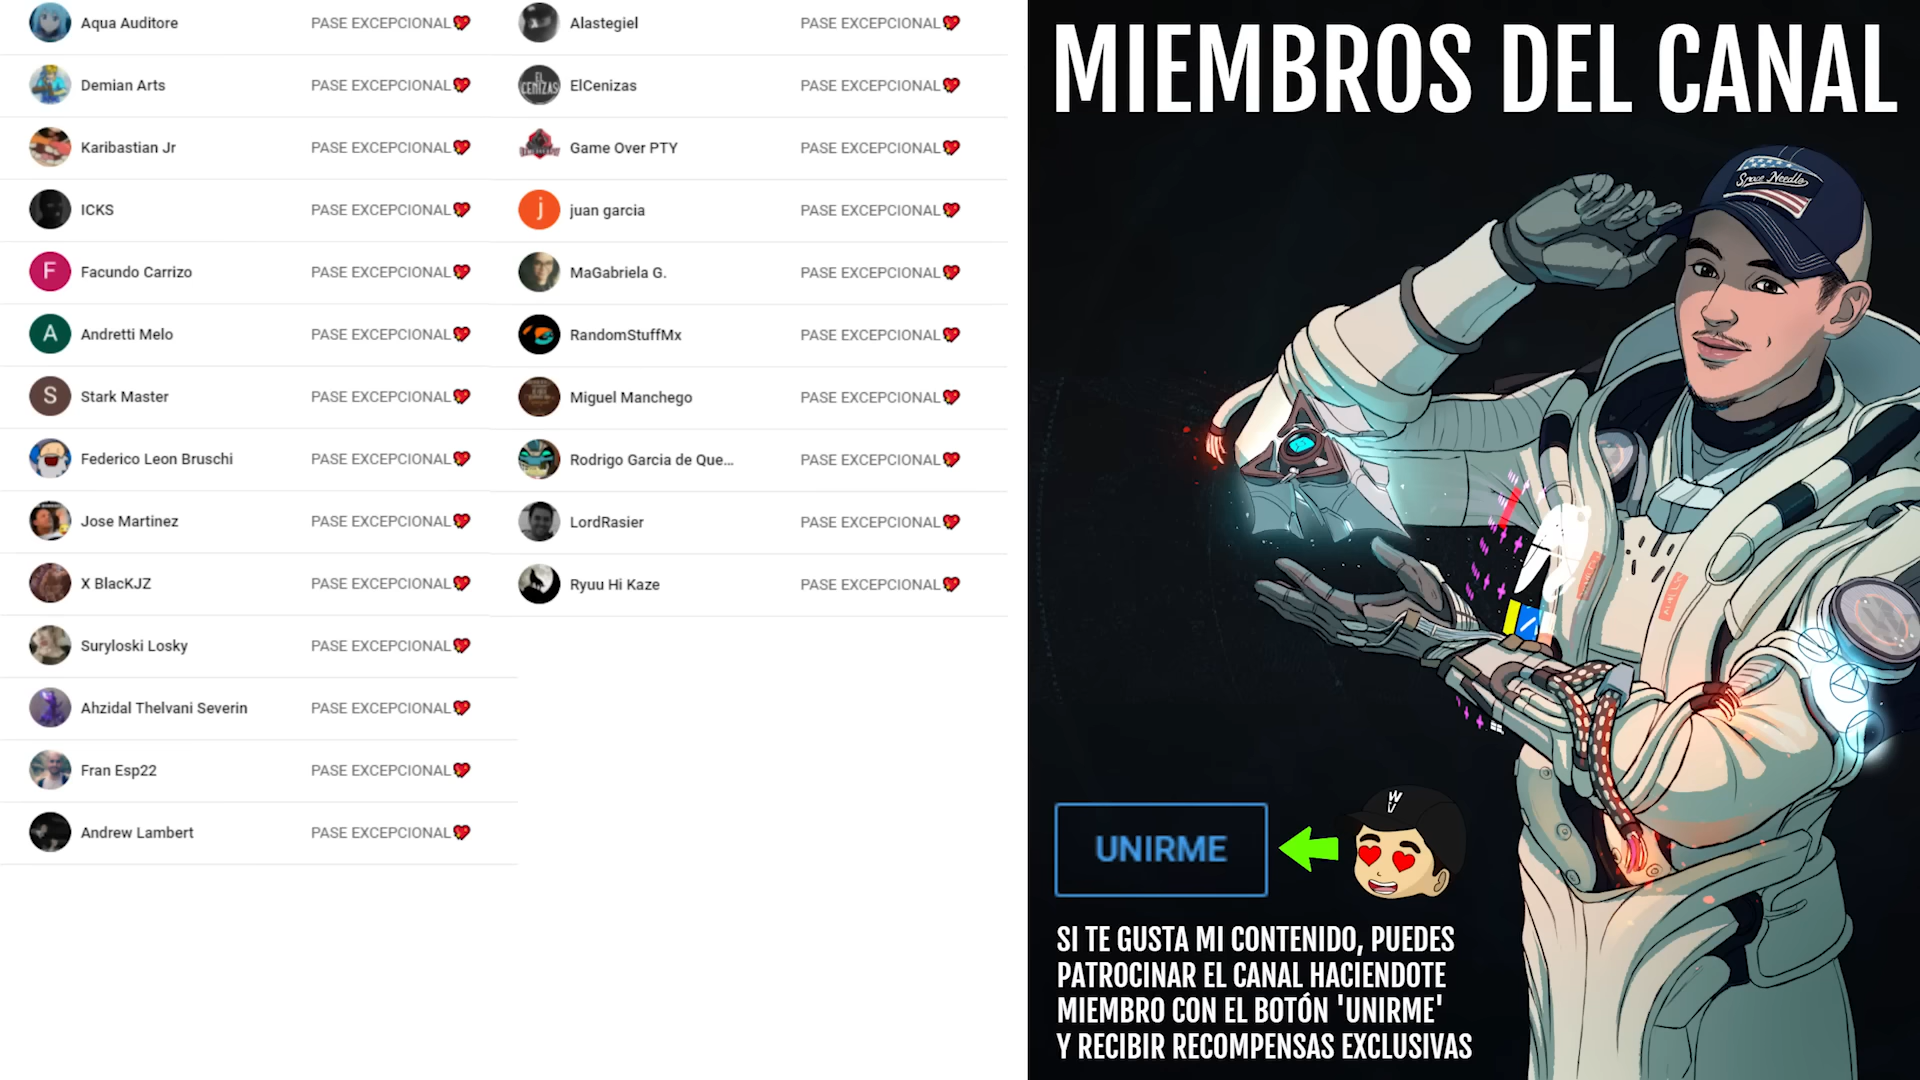 Aqua Auditore PASE EXCEPCIONAL
Demian Arts PASE EXCEPCIONAL
Karibastian Jr PASE EXCEPCIONAL
ICKS PASE EXCEPCIONAL
F Facundo Carrizo PASE EXCEPCIONAL
A Andretti Melo PASE EXCEPCIONAL
S Stark Master PASE EXCEPCIONAL
Federico Leon Bruschi PASE EXCEPCIONAL
Jose Martinez PASE EXCEPCIONAL
X BlacKJZ PASE EXCEPCIONAL
Suryloski Losky PASE EXCEPCIONAL
Ahzidal Thelvani Severin PASE EXCEPCIONAL
Fran Esp22 PASE EXCEPCIONAL
Andrew Lambert PASE EXCEPCIONAL
Alastegiel PASE EXCEPCIONAL
EL CENIZAS ElCenizas PASE EXCEPCIONAL
Game Over PTY PASE EXCEPCIONAL
j juan garcia PASE EXCEPCIONAL
MaGabriela G. PASE EXCEPCIONAL
RandomStuffMx PASE EXCEPCIONAL
Miguel Manchego PASE EXCEPCIONAL
Rodrigo Garcia de Que... PASE EXCEPCIONAL
LordRasier PASE EXCEPCIONAL
Ryuu Hi Kaze PASE EXCEPCIONAL
MIEMBROS DEL CANAL
Space Needle
UNIRME
W
U
SI TE GUSTA MI CONTENIDO, PUEDES
PATROCINAR EL CANAL HACIENDOTE
MIEMBRO CON EL BOTÓN 'UNIRME'
Y RECIBIR RECOMPENSAS EXCLUSIVAS